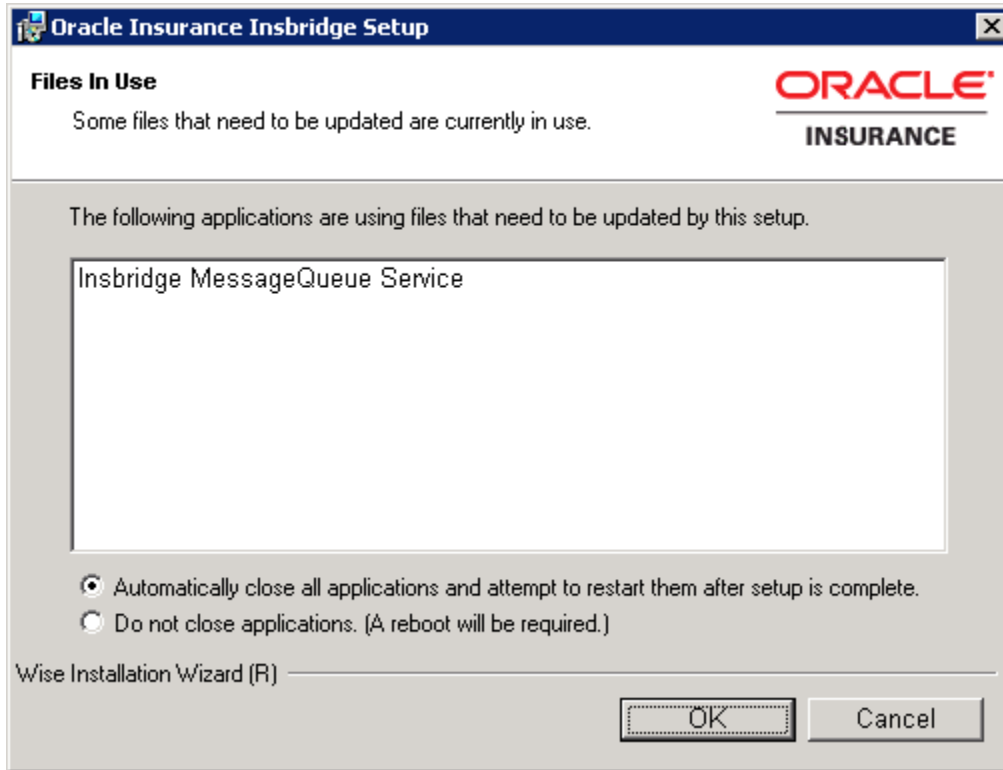 Oracle Insurance Insbridge Setup
Files In Use
Some files that need to be updated are currently in use.
ORACLE
INSURANCE
The following applications are using files that need to be updated by this setup.
Insbridge MessageQueue Service
Automatically close all applications and attempt to restart them after setup is complete.
Do not close applications. (A reboot will be required.)
Wise Installation Wizard (R)
OK
Cancel